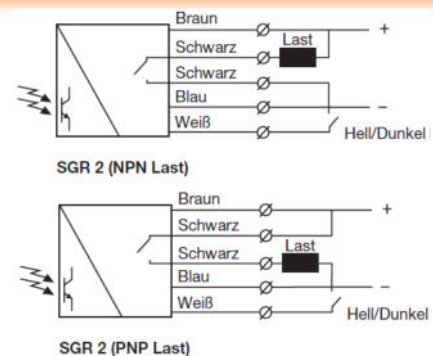 Braun
+
Schwarz
Last
Schwarz
Blau
−
Weiß
Hell/Dunkel
SGR 2 (NPN Last)
Braun
+
Schwarz
Schwarz
Last
Blau
−
Weiß
Hell/Dunkel
SGR 2 (PNP Last)